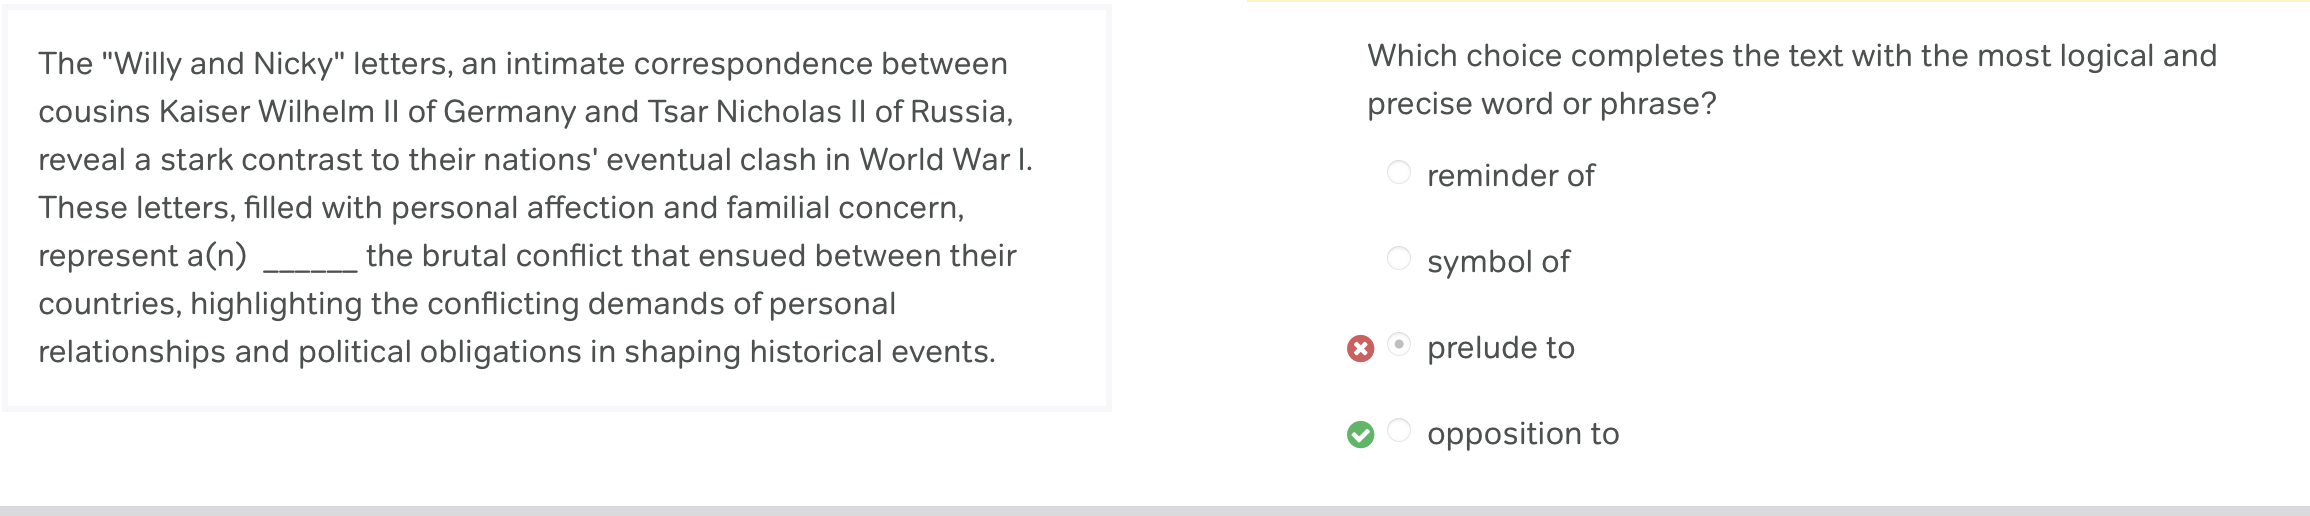 The "Willy and Nicky" letters, an intimate correspondence between
cousins Kaiser Wilhelm II of Germany and Tsar Nicholas II of Russia,
reveal a stark contrast to their nations' eventual clash in World War I.
These letters, filled with personal affection and familial concern,
represent a(n) ______ the brutal conflict that ensued between their
countries, highlighting the conflicting demands of personal
relationships and political obligations in shaping historical events.
Which choice completes the text with the most logical and
precise word or phrase?
reminder of
symbol of
prelude to
opposition to